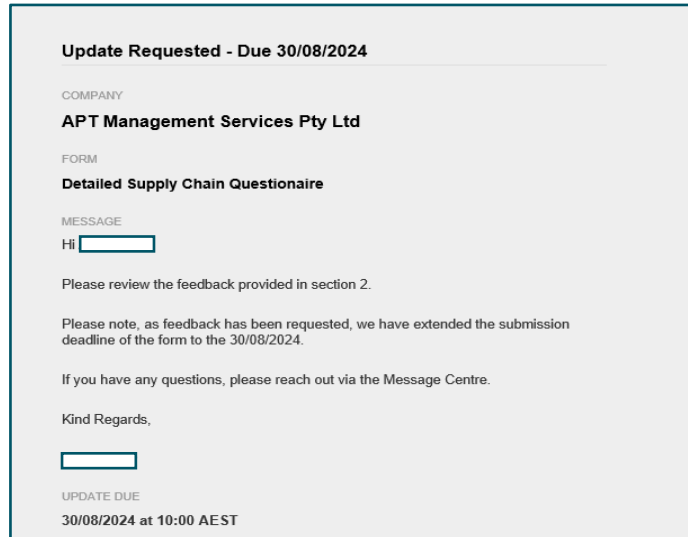 Update Requested - Due 30/08/2024
COMPANY
APT Management Services Pty Ltd
FORM
Detailed Supply Chain Questionaire
MESSAGE
Hi
Please review the feedback provided in section 2.
Please note, as feedback has been requested, we have extended the submission
deadline of the form to the 30/08/2024.
If you have any questions, please reach out via the Message Centre.
Kind Regards,
UPDATE DUE
30/08/2024 at 10:00 AEST